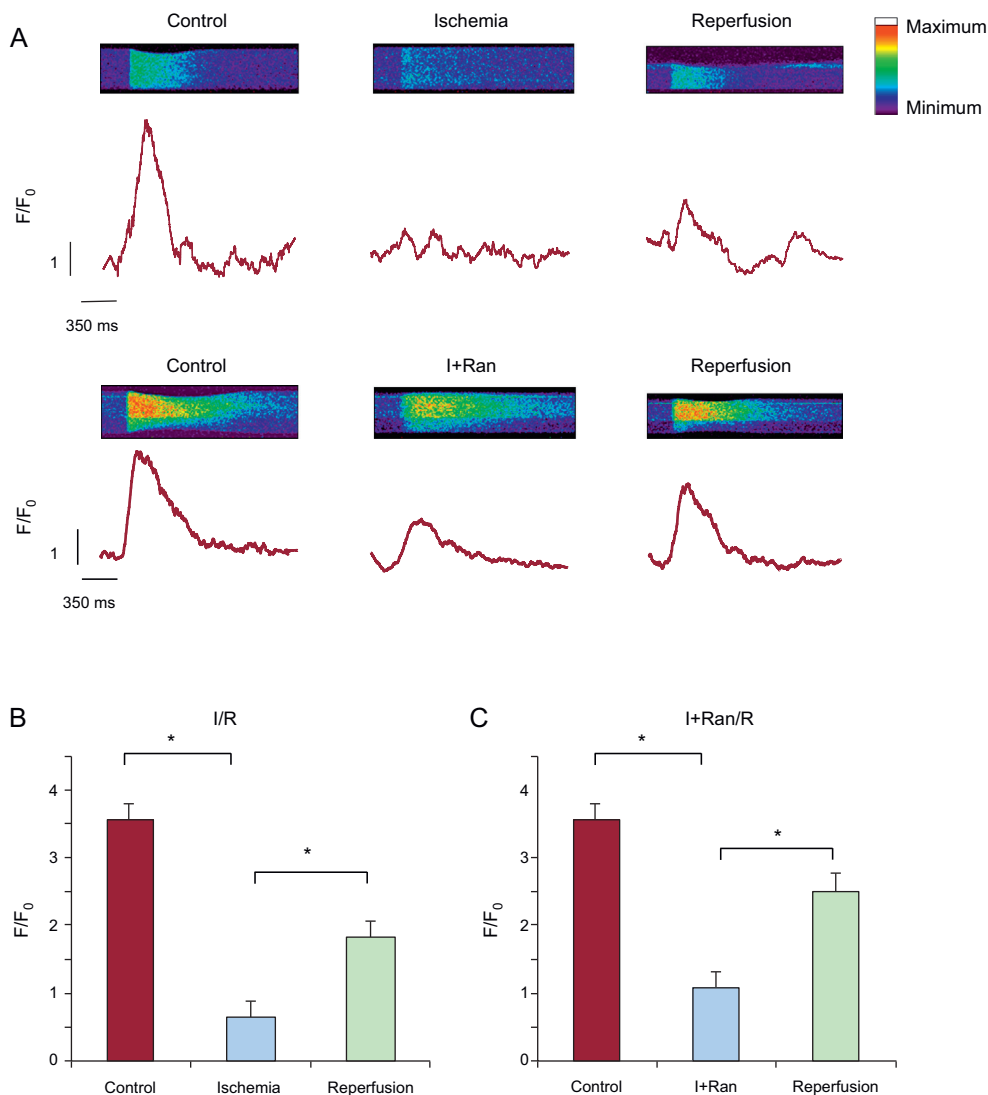 A
Control
Ischemia
Reperfusion
Maximum
Minimum
F/F0
1
350 ms
Control
I+Ran
Reperfusion
F/F0
1
350 ms
B
I/R
*
*
F/F0
4
3
2
1
0
Control
Ischemia
Reperfusion
C
I+Ran/R
*
*
F/F0
4
3
2
1
0
Control
I+Ran
Reperfusion